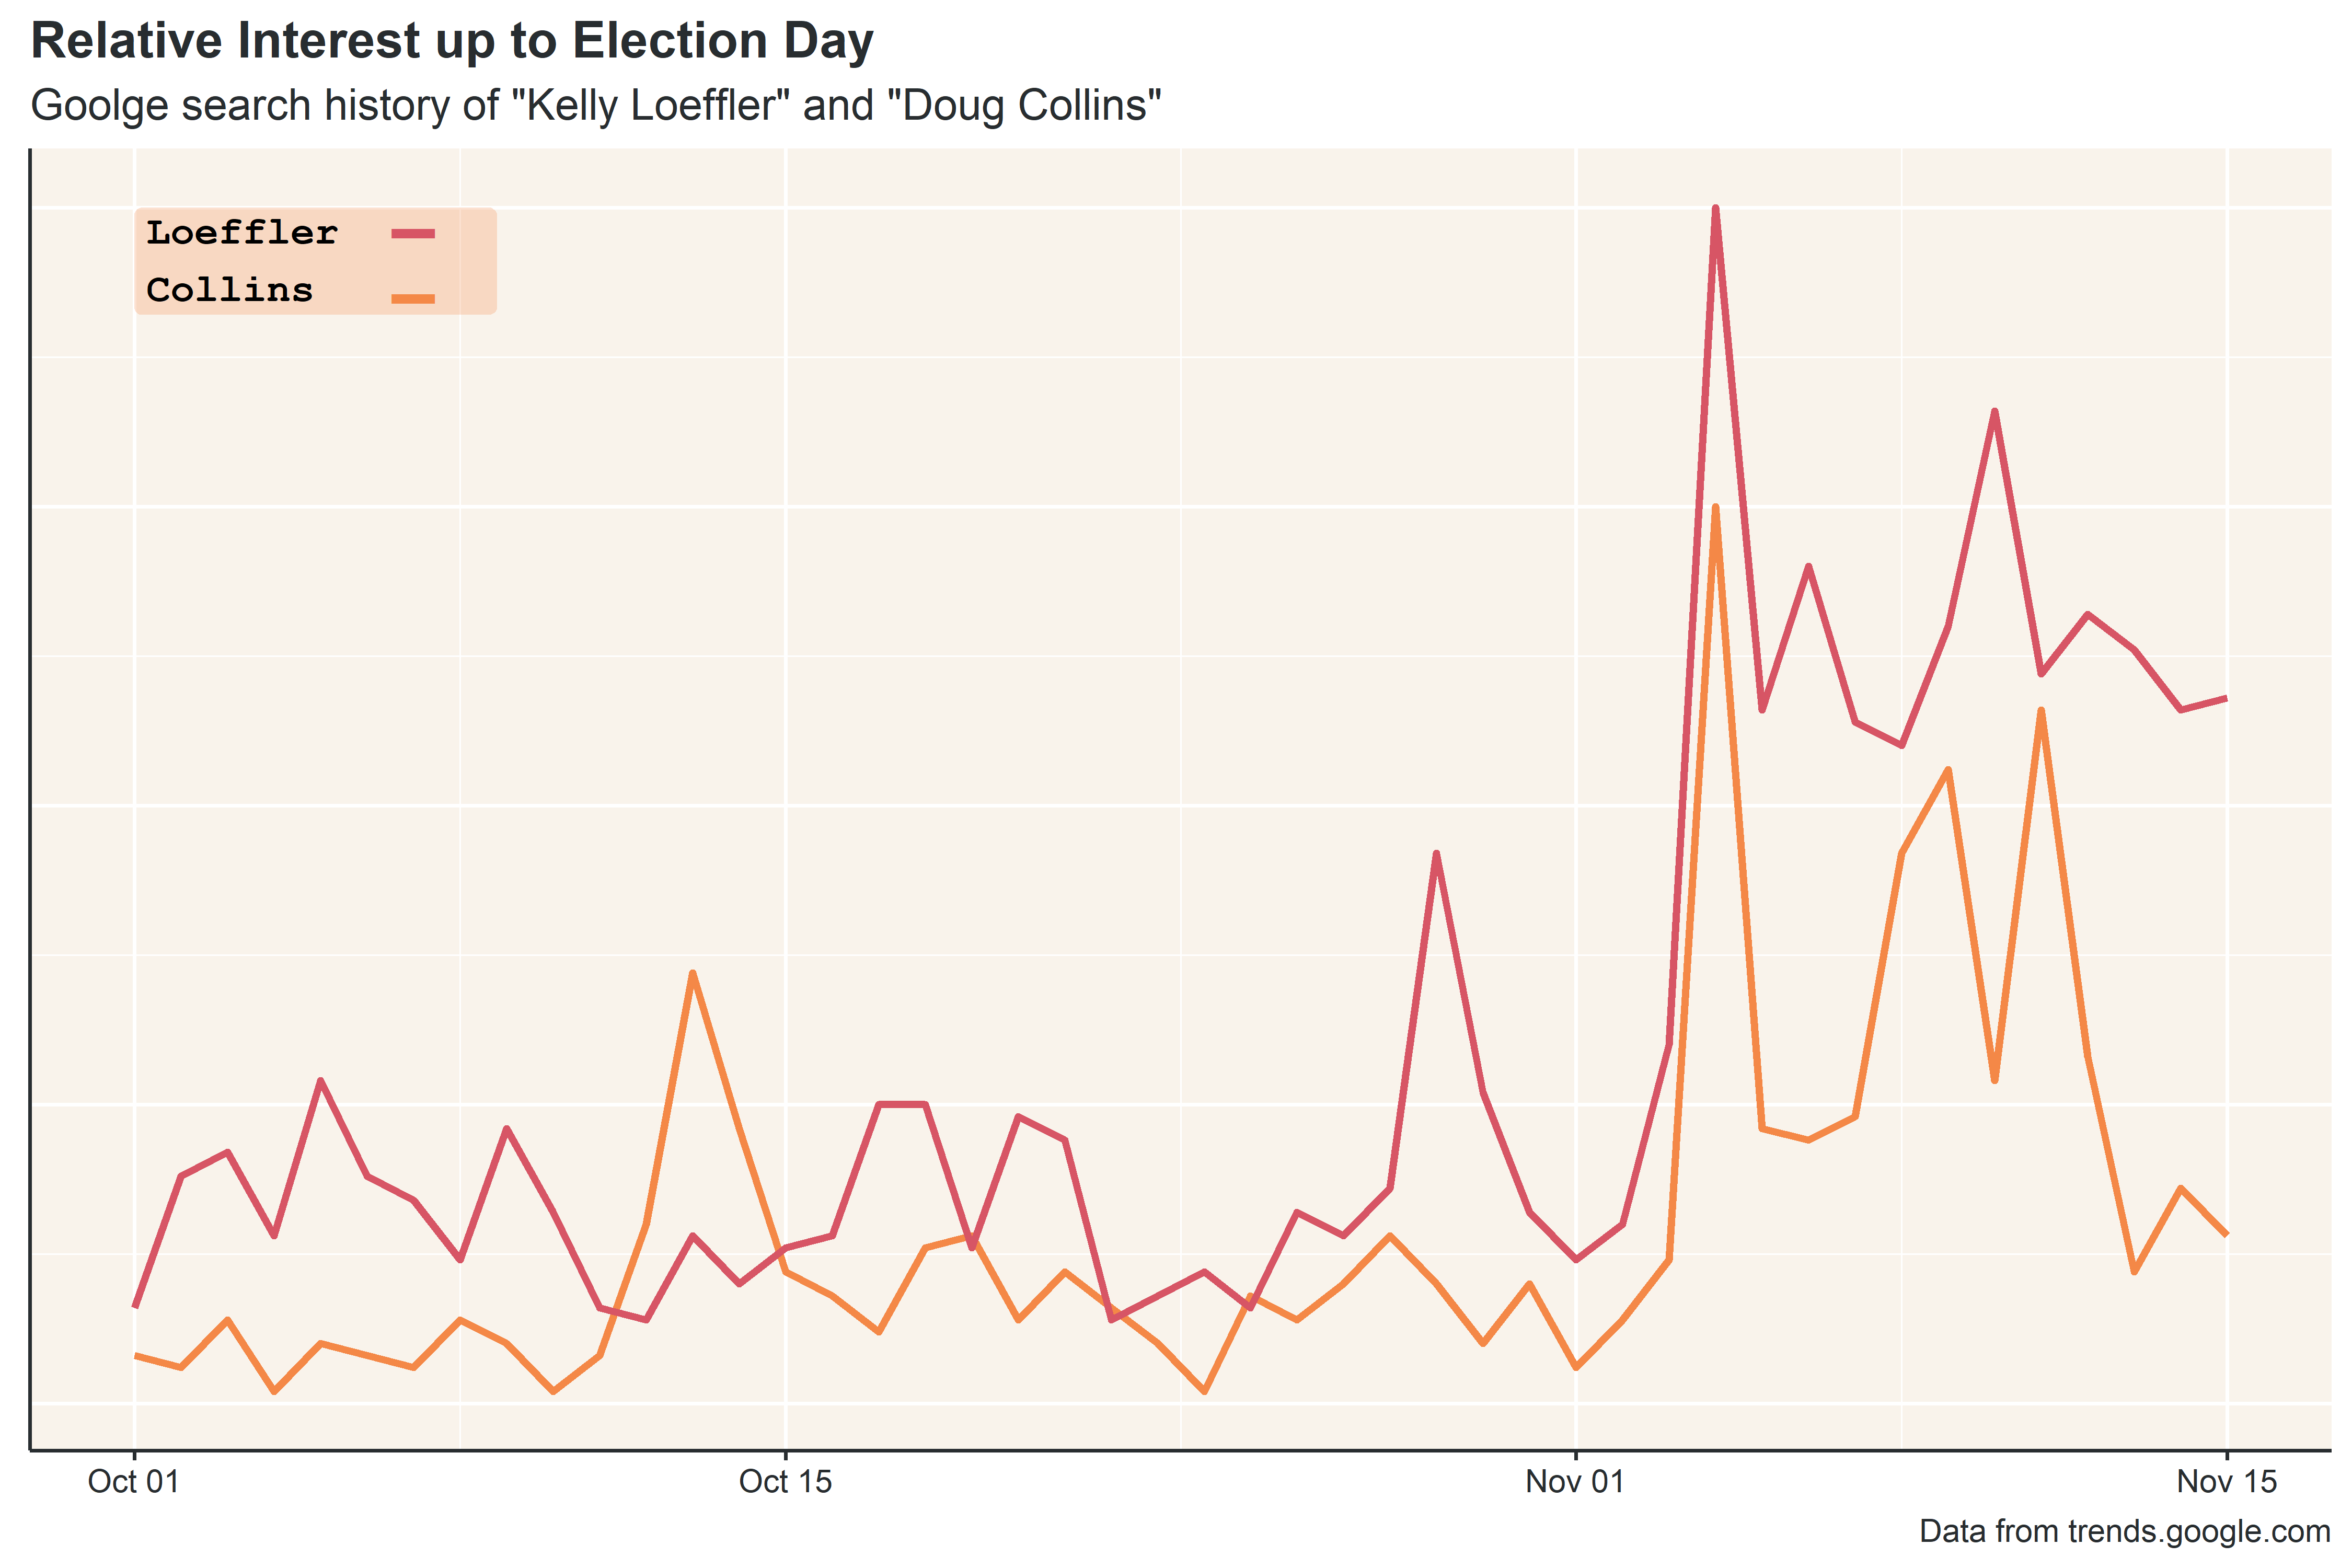 Relative Interest up to Election Day
Goolge search history of "Kelly Loeffler" and "Doug Collins"
Loeffler
Collins
Oct 01
Oct 15
Nov 01
Nov 15
Data from trends.google.com